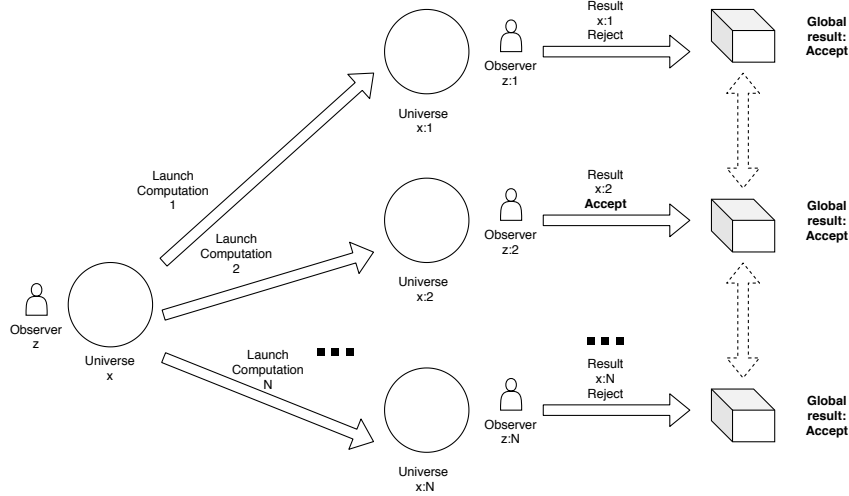 Result
x:1
Reject
Observer
z:1
Universe
x:1
Global
result:
Accept
Launch
Computation
1
Result
x:2
Accept
Observer
z:2
Universe
x:2
Global
result:
Accept
Launch
Computation
2
Observer
z
Universe
x
Launch
Computation
N
Result
x:N
Reject
Observer
z:N
Universe
x:N
Global
result:
Accept